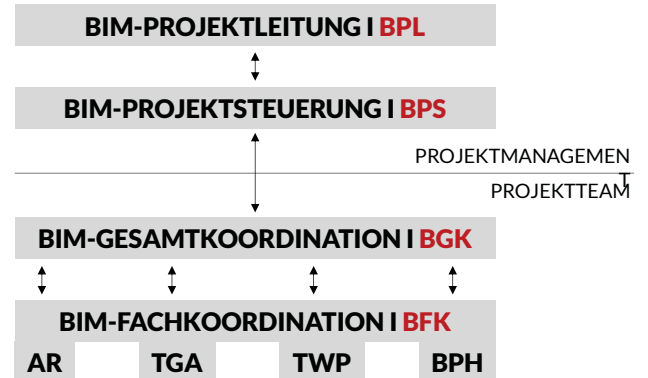 BIM-PROJEKTLEITUNG I BPL
BIM-PROJEKTSTEUERUNG I BPS
PROJEKTMANAGEMEN
T
PROJEKTTEAM
BIM-GESAMTKOORDINATION I BGK
BIM-FACHKOORDINATION I BFK
AR TGA TWP BPH